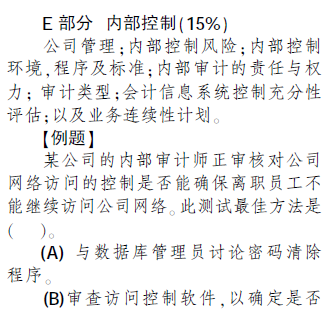 E 部分 内部控制(15%)
公司管理;内部控制风险;内部控制
环境,程序及标准;内部审计的责任与权
力;审计类型;会计信息系统控制充分性
评估;以及业务连续性计划。
【例题】
某公司的内部审计师正审核对公司
网络访问的控制是否能确保离职员工不
能继续访问公司网络。此测试最佳方法是
( )。
(A) 与数据库管理员讨论密码清除
程序。
(B)审查访问控制软件,以确定是否